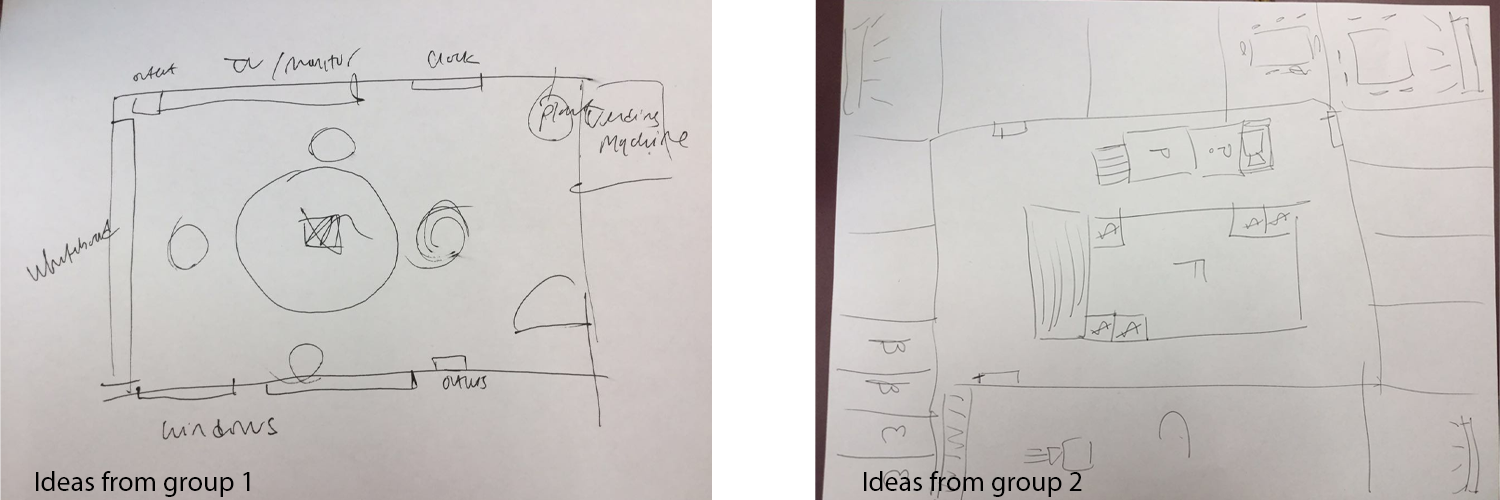 outlet
TV/monitor
Clock
plant
Vending
Machine
Whiteboard
outlets
windows
Ideas from group 1
P
A
A A
A A
Ideas from group 2